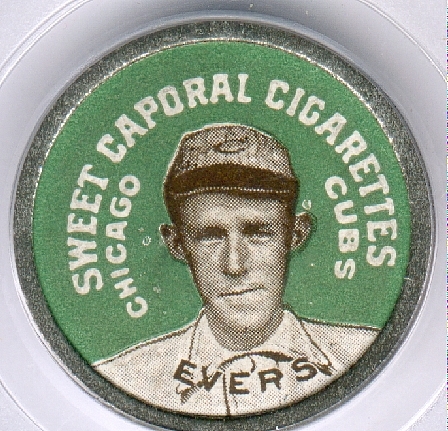 SWEET CAPORAL CIGARETTES
CHICAGO
CUBS
C
EVERS